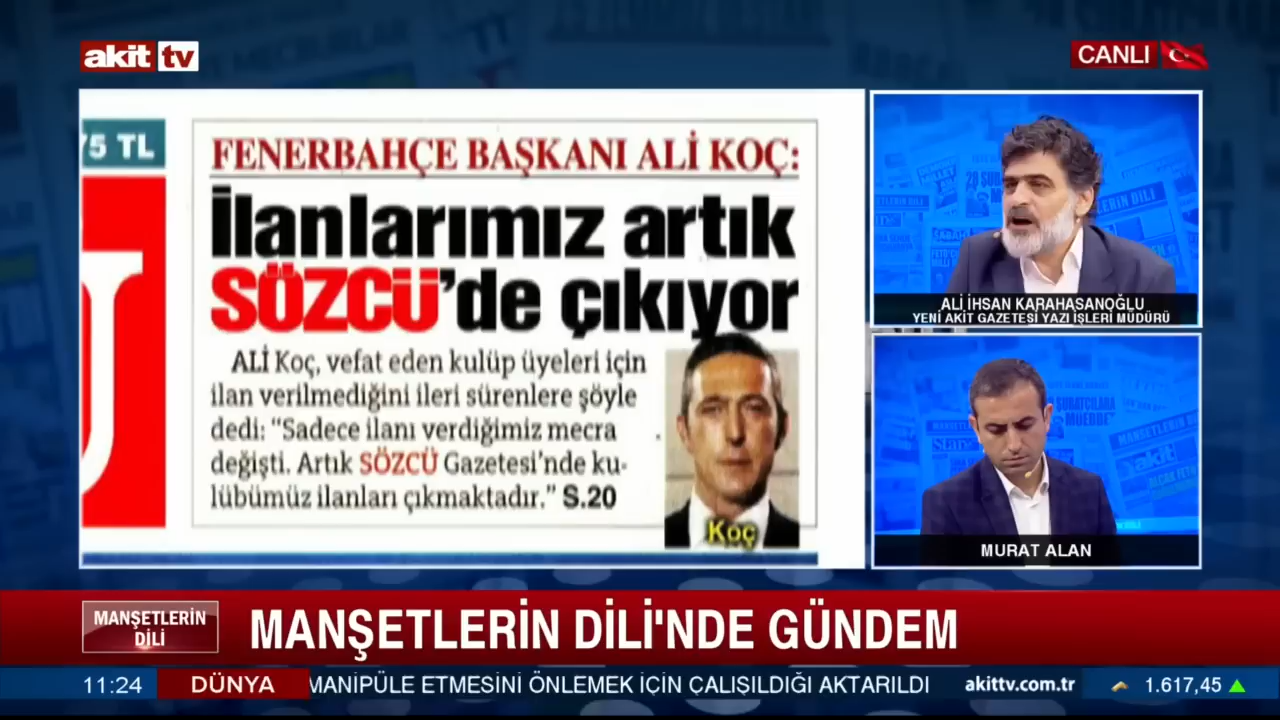 akit tv
CANLI
75 TL
FENERBAHÇE BAŞKANI ALİ KOÇ:
İlanlarımız artık
SÖZCÜ'de çıkıyor
ALİ Koç, vefat eden kulüp üyeleri için
ilan verilmediğini ileri sürenlere şöyle
dedi: “Sadece ilanı verdiğimiz mecra
değişti. Artık SÖZCÜ Gazetesi'nde ku-
lübümüz ilanları çıkmaktadır.” S.20
Koç
ALİ İHSAN KARAHASANOĞLU
YENİ AKİT GAZETESİ YAZI İŞLERİ MÜDÜRÜ
MURAT ALAN
MANŞETLERİN
DİLİ
MANŞETLERİN DİLİ'NDE GÜNDEM
11:24 DÜNYA MANİPÜLE ETMESİNİ ÖNLEMEK İÇİN ÇALIŞILDIĞI AKTARILDI akittv.com.tr 1.617,45